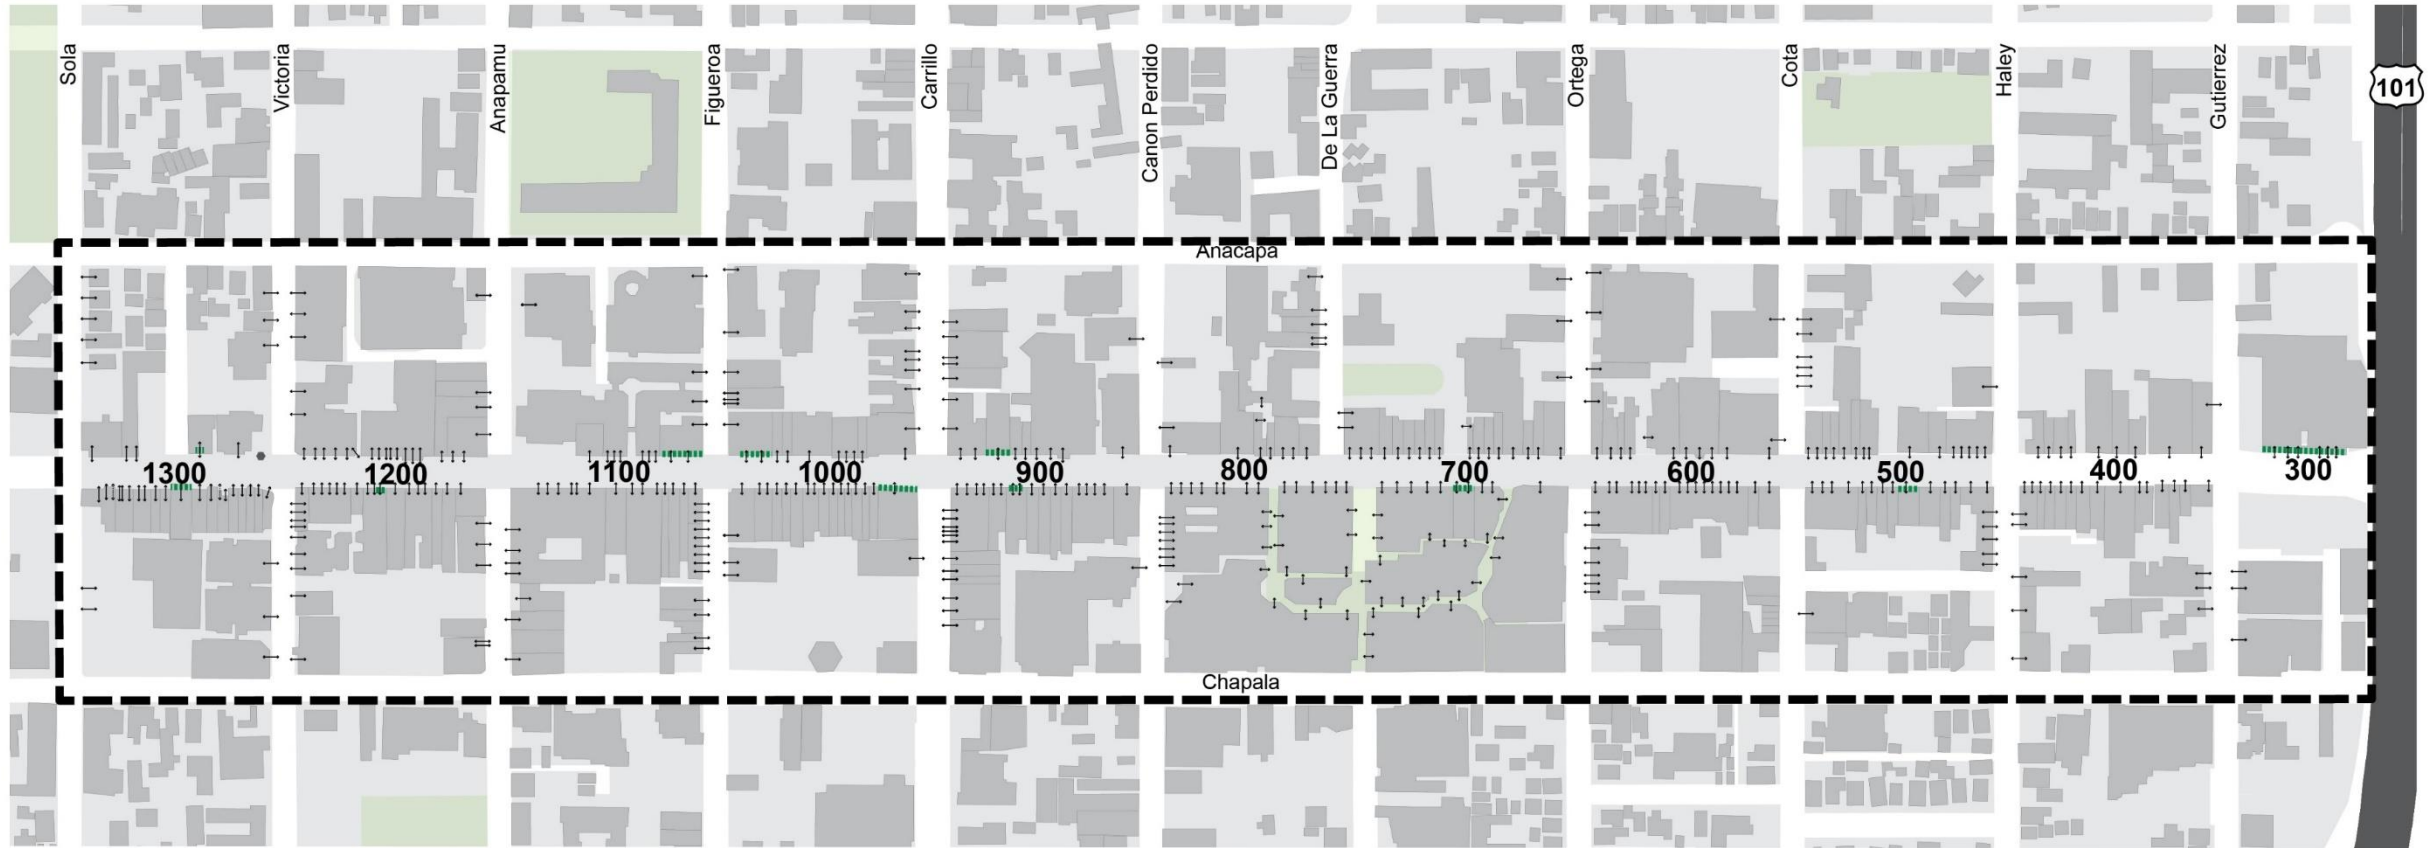 Sola
Victoria
Anapamu
Figueroa
Carrillo
Canon Perdido
De La Guerra
Ortega
Cota
Haley
Gutierrez
101
Anacapa
1300
1200
1100
1000
900
800
700
600
500
400
300
Chapala